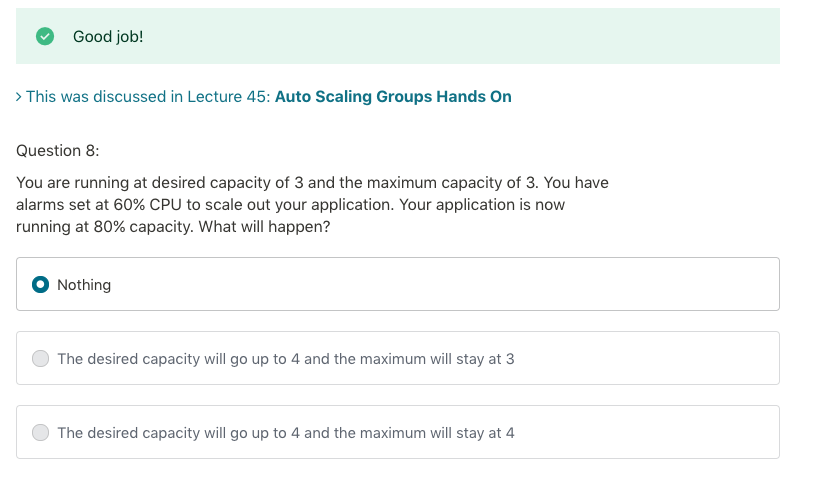 Good job!
> This was discussed in Lecture 45: Auto Scaling Groups Hands On
Question 8:
You are running at desired capacity of 3 and the maximum capacity of 3. You have
alarms set at 60% CPU to scale out your application. Your application is now
running at 80% capacity. What will happen?
Nothing
The desired capacity will go up to 4 and the maximum will stay at 3
The desired capacity will go up to 4 and the maximum will stay at 4